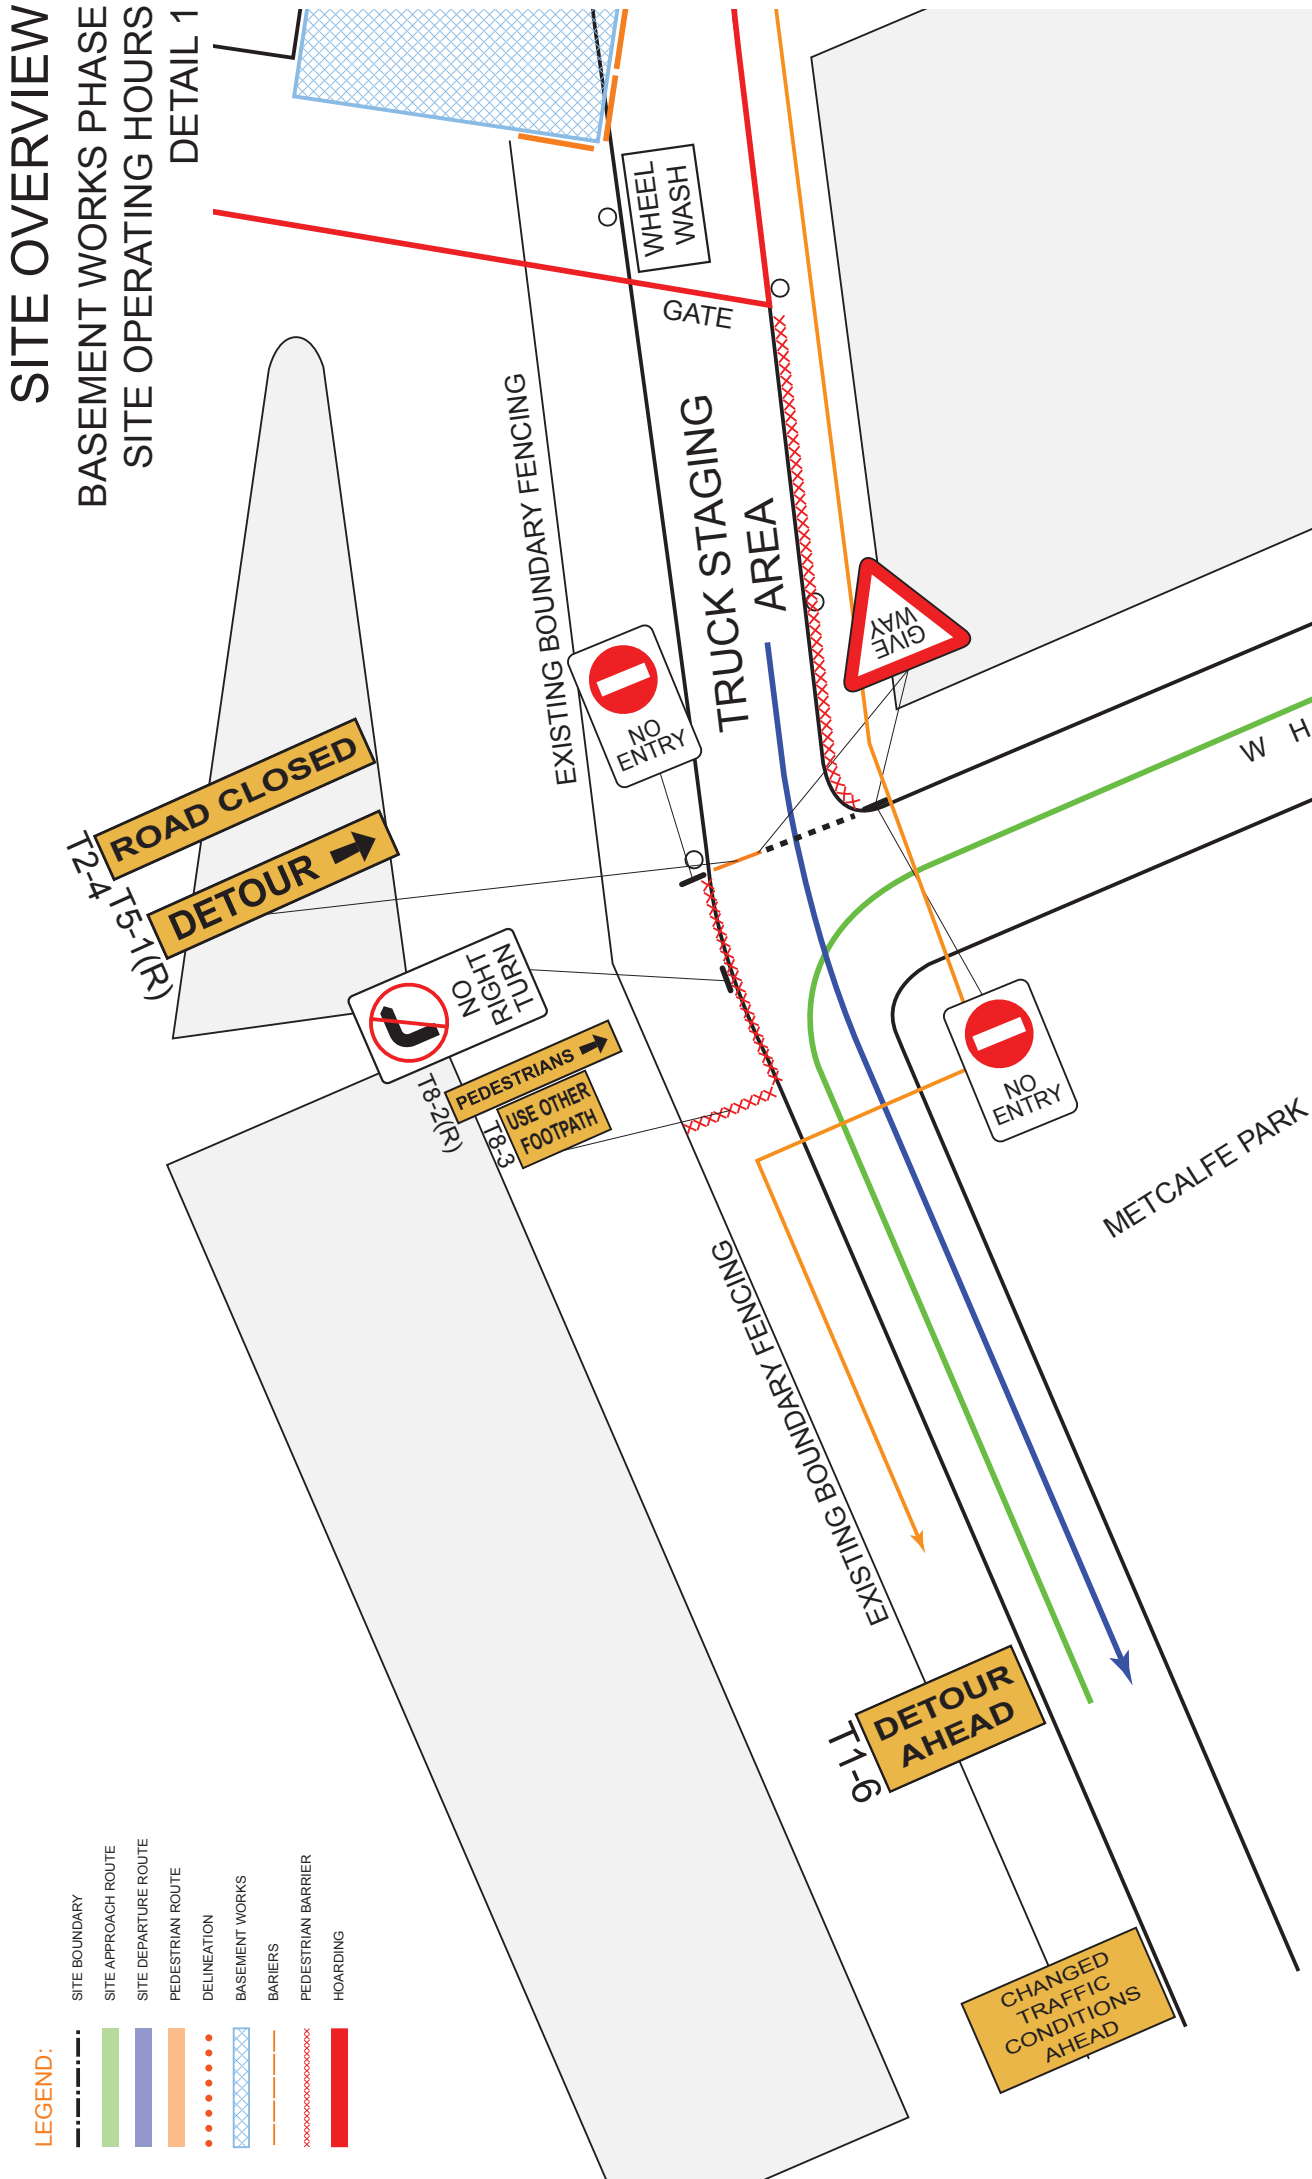 SITE OVERVIEW
BASEMENT WORKS PHASE
SITE OPERATING HOURS
DETAIL 1
WHEEL
WASH
GATE
EXISTING BOUNDARY FENCING
TRUCK STAGING
AREA
GIVE
WAY
NO
ENTRY
ROAD CLOSED
T2-4
DETOUR
T5-1(R)
NO
RIGHT
TURN
PEDESTRIANS
T8-2(R)
USE OTHER
FOOTPATH
T8-3
NO
ENTRY
W H
METCALFE PARK
EXISTING BOUNDARY FENCING
DETOUR
AHEAD
T1-6
CHANGED
TRAFFIC
CONDITIONS
AHEAD
LEGEND:
SITE BOUNDARY
SITE APPROACH ROUTE
SITE DEPARTURE ROUTE
PEDESTRIAN ROUTE
DELINEATION
BASEMENT WORKS
BARIERS
PEDESTRIAN BARRIER
HOARDING